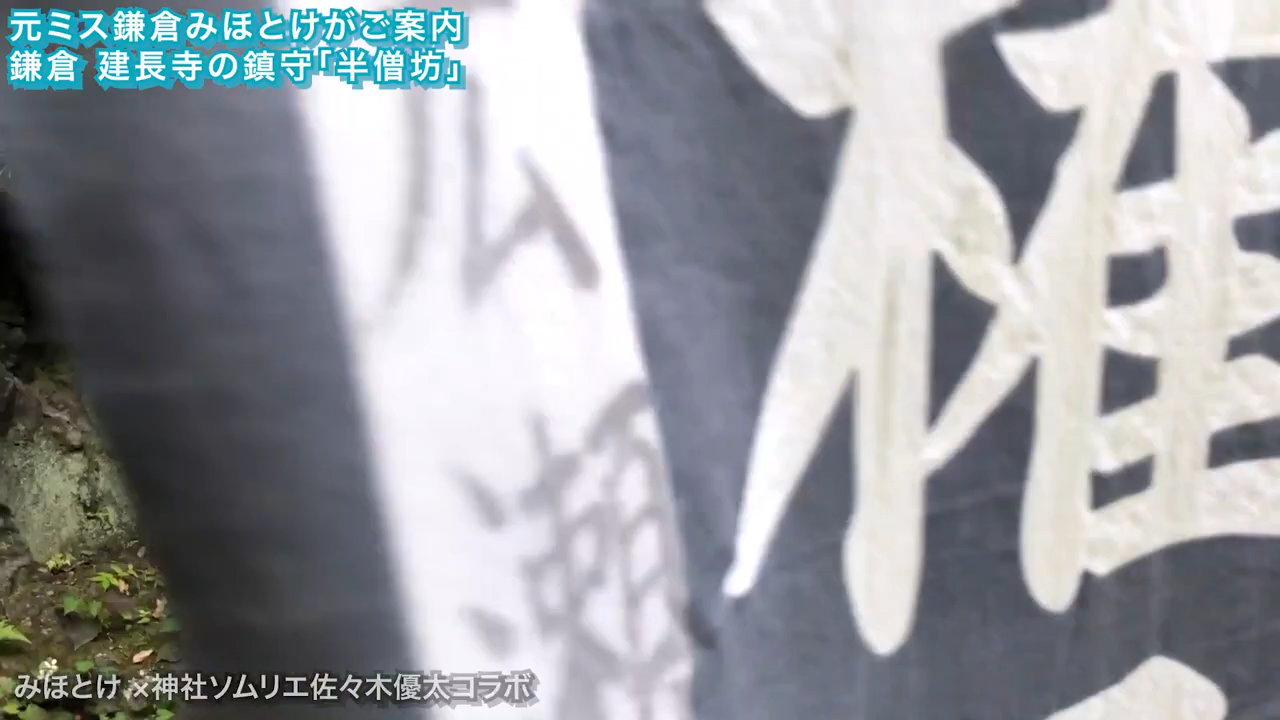 元ミス鎌倉みほとけがご案内
鎌倉 建長寺の鎮守「半僧坊」
権
みほとけ×神社ソムリエ佐々木優太コラボ